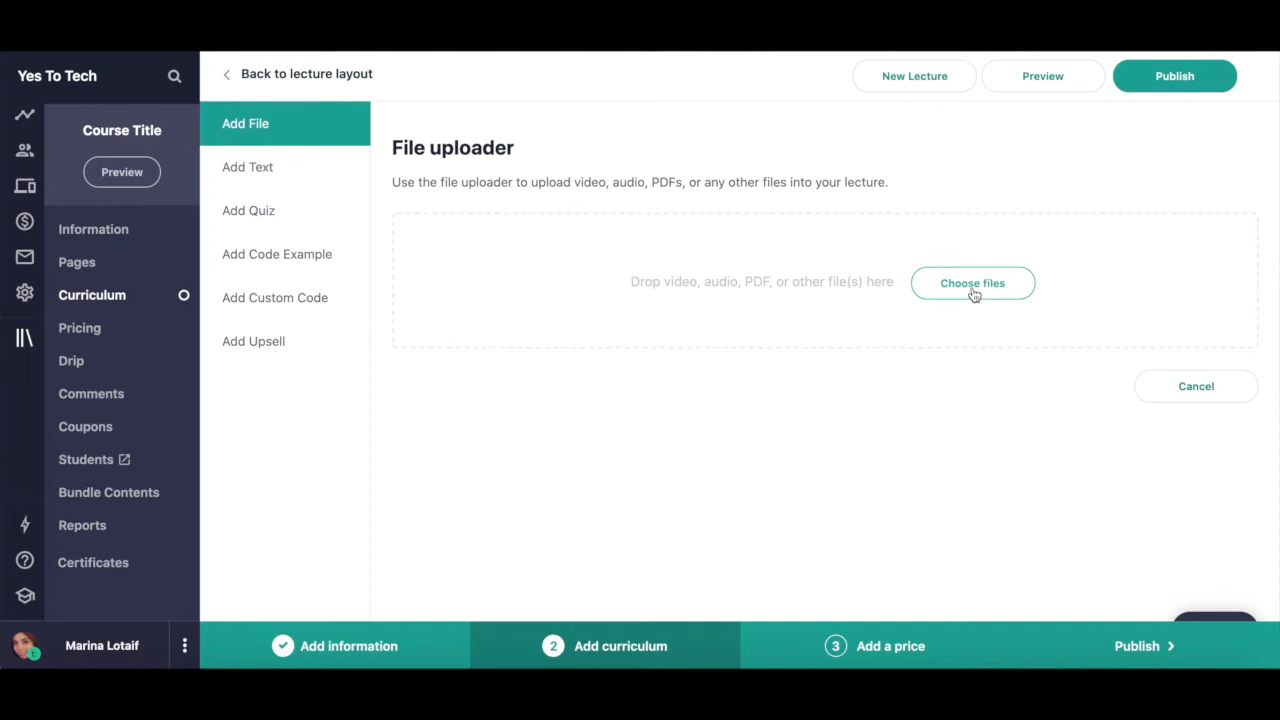 Yes To Tech
Course Title
Preview
Information
Pages
Curriculum
Pricing
Drip
Comments
Coupons
Students
Bundle Contents
Reports
Certificates
Marina Lotaif
Back to lecture layout
New Lecture
Preview
Publish
Add File
Add Text
Add Quiz
Add Code Example
Add Custom Code
Add Upsell
File uploader
Use the file uploader to upload video, audio, PDFs, or any other files into your lecture.
Drop video, audio, PDF, or other file(s) here
Choose files
Cancel
Add information
2 Add curriculum
3 Add a price
Publish